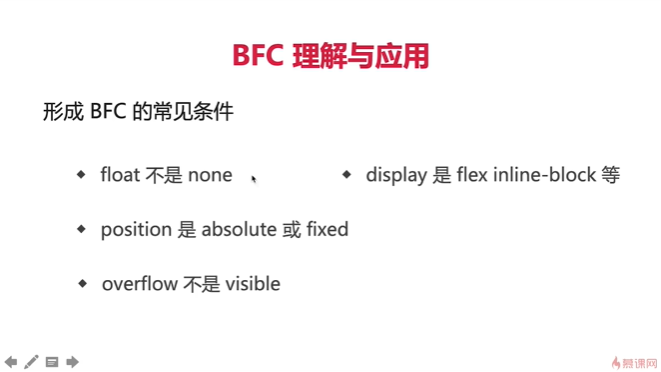 BFC 理解与应用
形成 BFC 的常见条件
float 不是 none
display 是 flex inline-block 等
position 是 absolute 或 fixed
overflow 不是 visible
慕课网